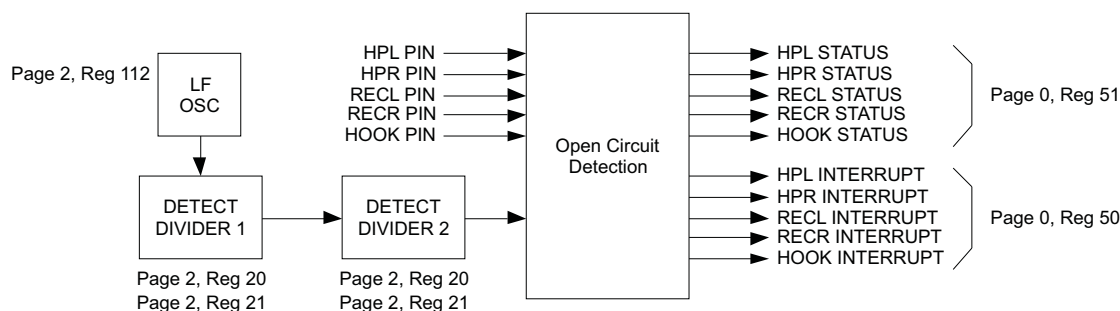 Page 2, Reg 112
LF
OSC
DETECT
DIVIDER 1
Page 2, Reg 20
Page 2, Reg 21
DETECT
DIVIDER 2
Page 2, Reg 20
Page 2, Reg 21
HPL PIN
HPR PIN
RECL PIN
RECR PIN
HOOK PIN
Open Circuit
Detection
HPL STATUS
HPR STATUS
RECL STATUS
RECR STATUS
HOOK STATUS
Page 0, Reg 51
HPL INTERRUPT
HPR INTERRUPT
RECL INTERRUPT
RECR INTERRUPT
HOOK INTERRUPT
Page 0, Reg 50